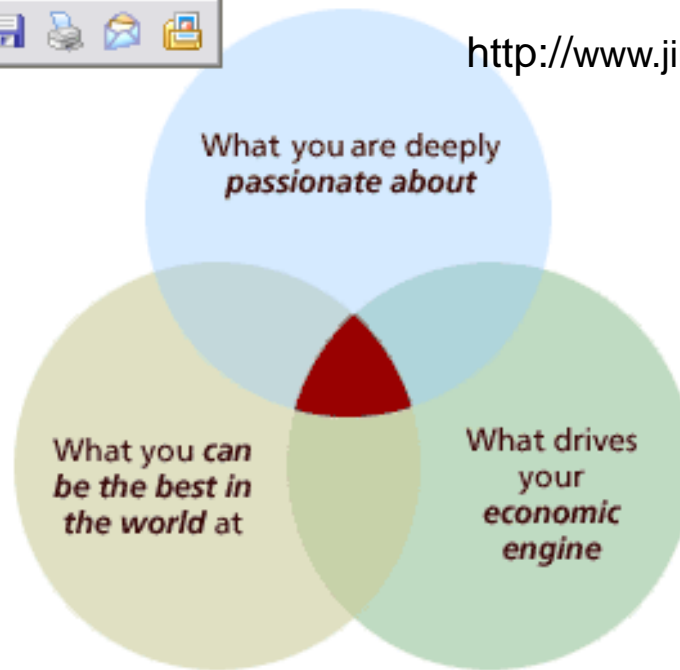 http://www.ji
What you are deeply
passionate about
What you can
be the best in
the world at
What drives
your
economic
engine